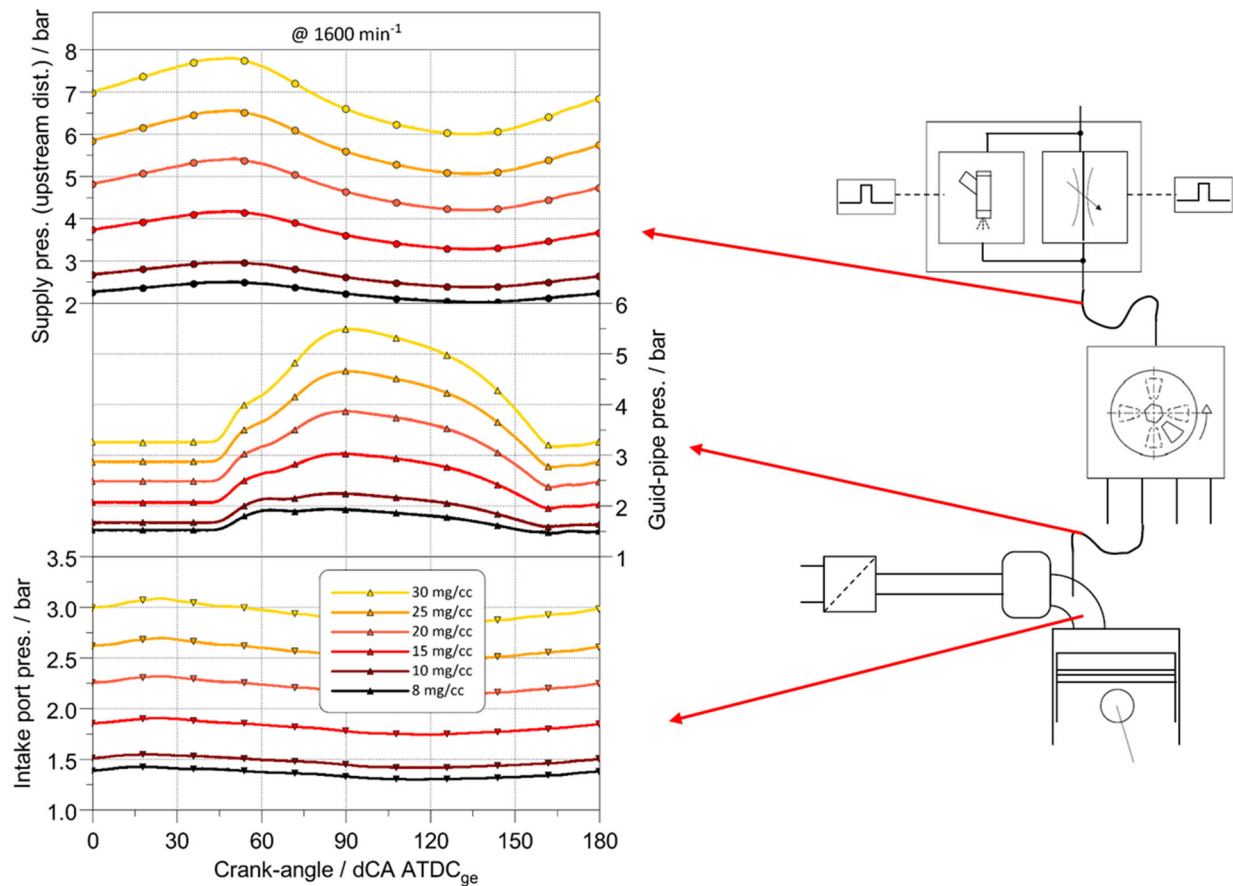 @ 1600 min⁻¹
Supply pres. (upstream dist.) / bar
8
7
6
5
4
3
2
Guid-pipe pres. / bar
6
5
4
3
2
1
Intake port pres. / bar
3.5
3.0
2.5
2.0
1.5
1.0
30 mg/cc
25 mg/cc
20 mg/cc
15 mg/cc
10 mg/cc
8 mg/cc
0 30 60 90 120 150 180
Crank-angle / dCA ATDCge